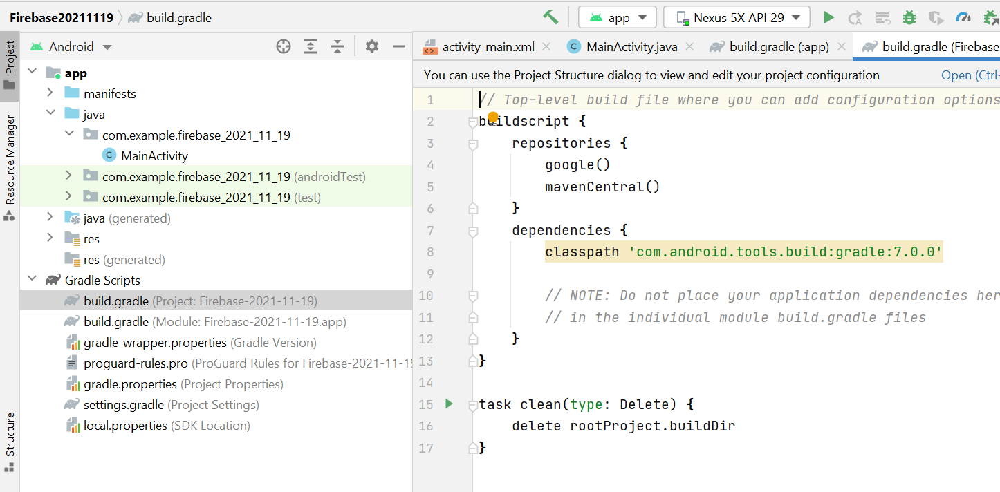 Firebase20211119 build.gradle
app
Nexus 5X API 29
Project
Resource Manager
Structure
Android
app
manifests
java
com.example.firebase_2021_11_19
MainActivity
com.example.firebase_2021_11_19 (androidTest)
com.example.firebase_2021_11_19 (test)
java (generated)
res
res (generated)
Gradle Scripts
build.gradle (Project: Firebase-2021-11-19)
build.gradle (Module: Firebase-2021-11-19.app)
gradle-wrapper.properties (Gradle Version)
proguard-rules.pro (ProGuard Rules for Firebase-2021-11-19
gradle.properties (Project Properties)
settings.gradle (Project Settings)
local.properties (SDK Location)
activity_main.xml
MainActivity.java
build.gradle (:app)
build.gradle (Firebase
You can use the Project Structure dialog to view and edit your project configuration
Open (Ctrl
1 // Top-level build file where you can add configuration options
2 buildscript {
3 repositories {
4 google()
5 mavenCentral()
6 }
7 dependencies {
8 classpath 'com.android.tools.build:gradle:7.0.0'
9
10 // NOTE: Do not place your application dependencies her
11 // in the individual module build.gradle files
12 }
13 }
14
15 task clean(type: Delete) {
16 delete rootProject.buildDir
17 }